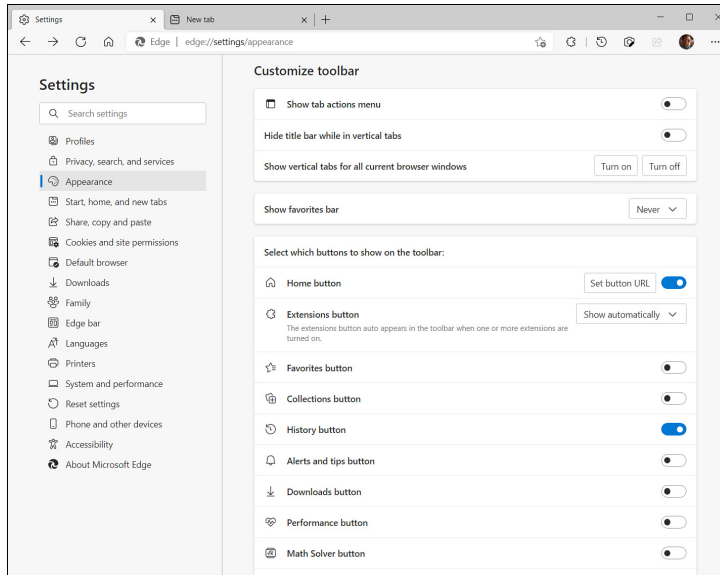 Settings
New tab
Edge | edge://settings/appearance
Settings
Search settings
Profiles
Privacy, search, and services
Appearance
Start, home, and new tabs
Share, copy and paste
Cookies and site permissions
Default browser
Downloads
Family
Edge bar
Languages
Printers
System and performance
Reset settings
Phone and other devices
Accessibility
About Microsoft Edge
Customize toolbar
Show tab actions menu
Hide title bar while in vertical tabs
Show vertical tabs for all current browser windows Turn on Turn off
Show favorites bar Never
Select which buttons to show on the toolbar:
Home button Set button URL
Extensions button Show automatically
The extensions button auto appears in the toolbar when one or more extensions are
turned on.
Favorites button
Collections button
History button
Alerts and tips button
Downloads button
Performance button
Math Solver button